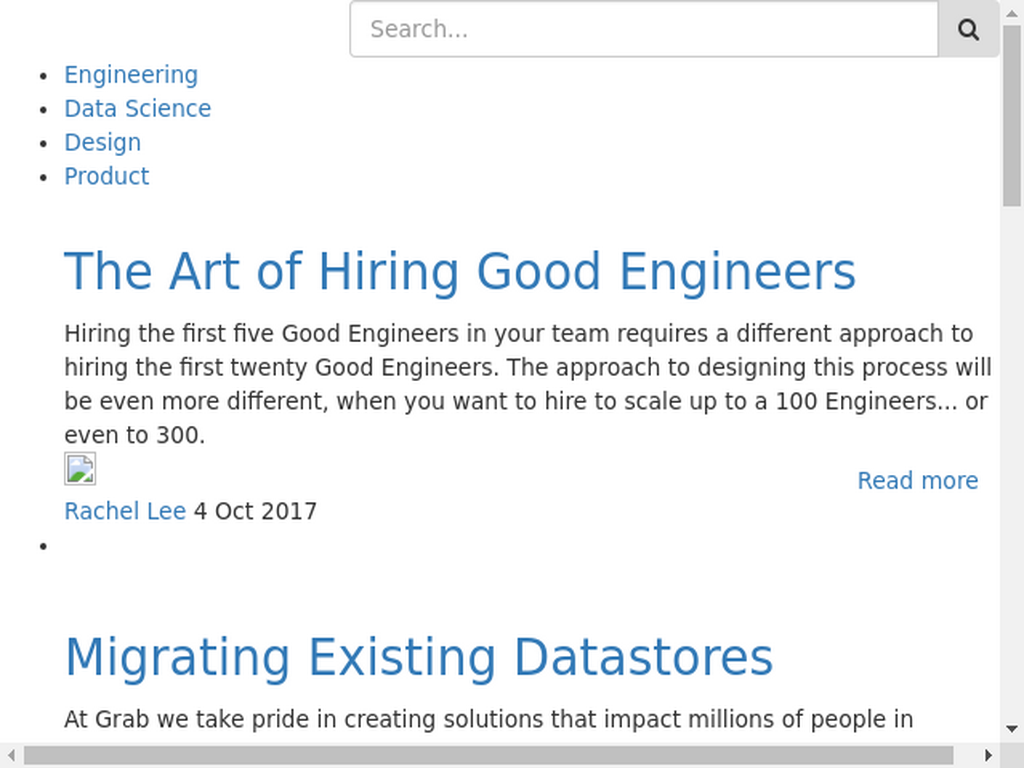 Search...
Engineering
Data Science
Design
Product
The Art of Hiring Good Engineers
Hiring the first five Good Engineers in your team requires a different approach to
hiring the first twenty Good Engineers. The approach to designing this process will
be even more different, when you want to hire to scale up to a 100 Engineers... or
even to 300.
Read more
Rachel Lee 4 Oct 2017
Migrating Existing Datastores
At Grab we take pride in creating solutions that impact millions of people in